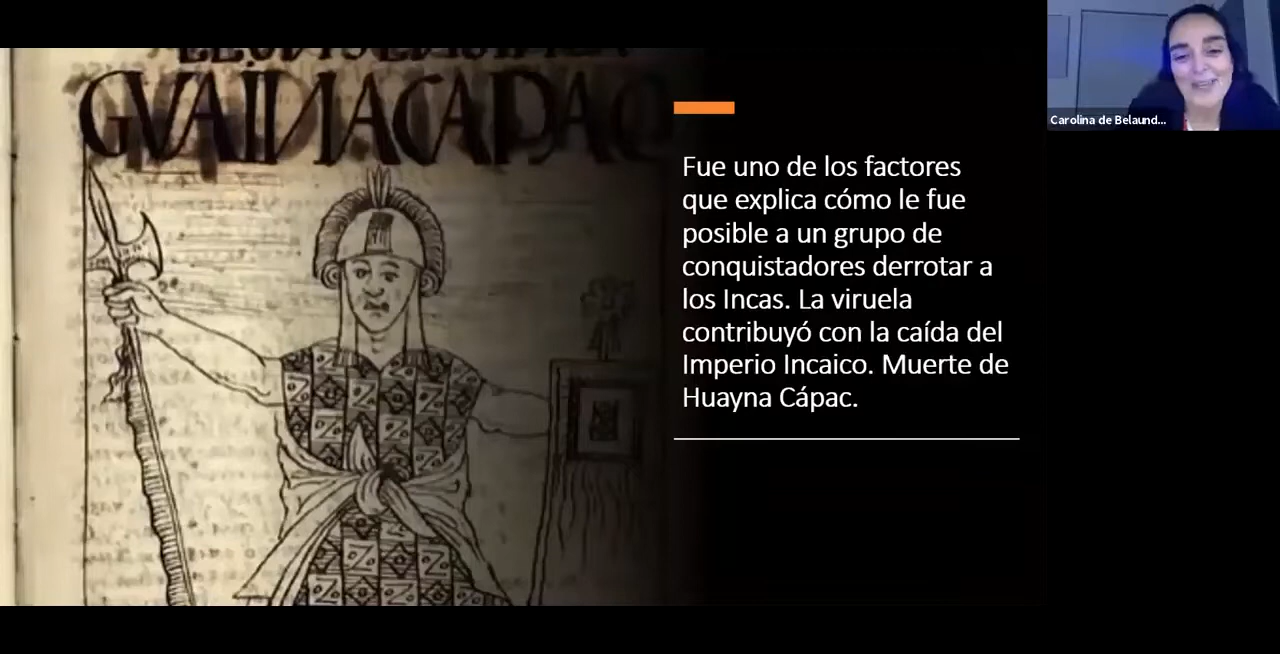 GVAINACAPAC
Fue uno de los factores
que explica cómo le fue
posible a un grupo de
conquistadores derrotar a
los Incas. La viruela
contribuyó con la caída del
Imperio Incaico. Muerte de
Huayna Cápac.
Carolina de Belaund...